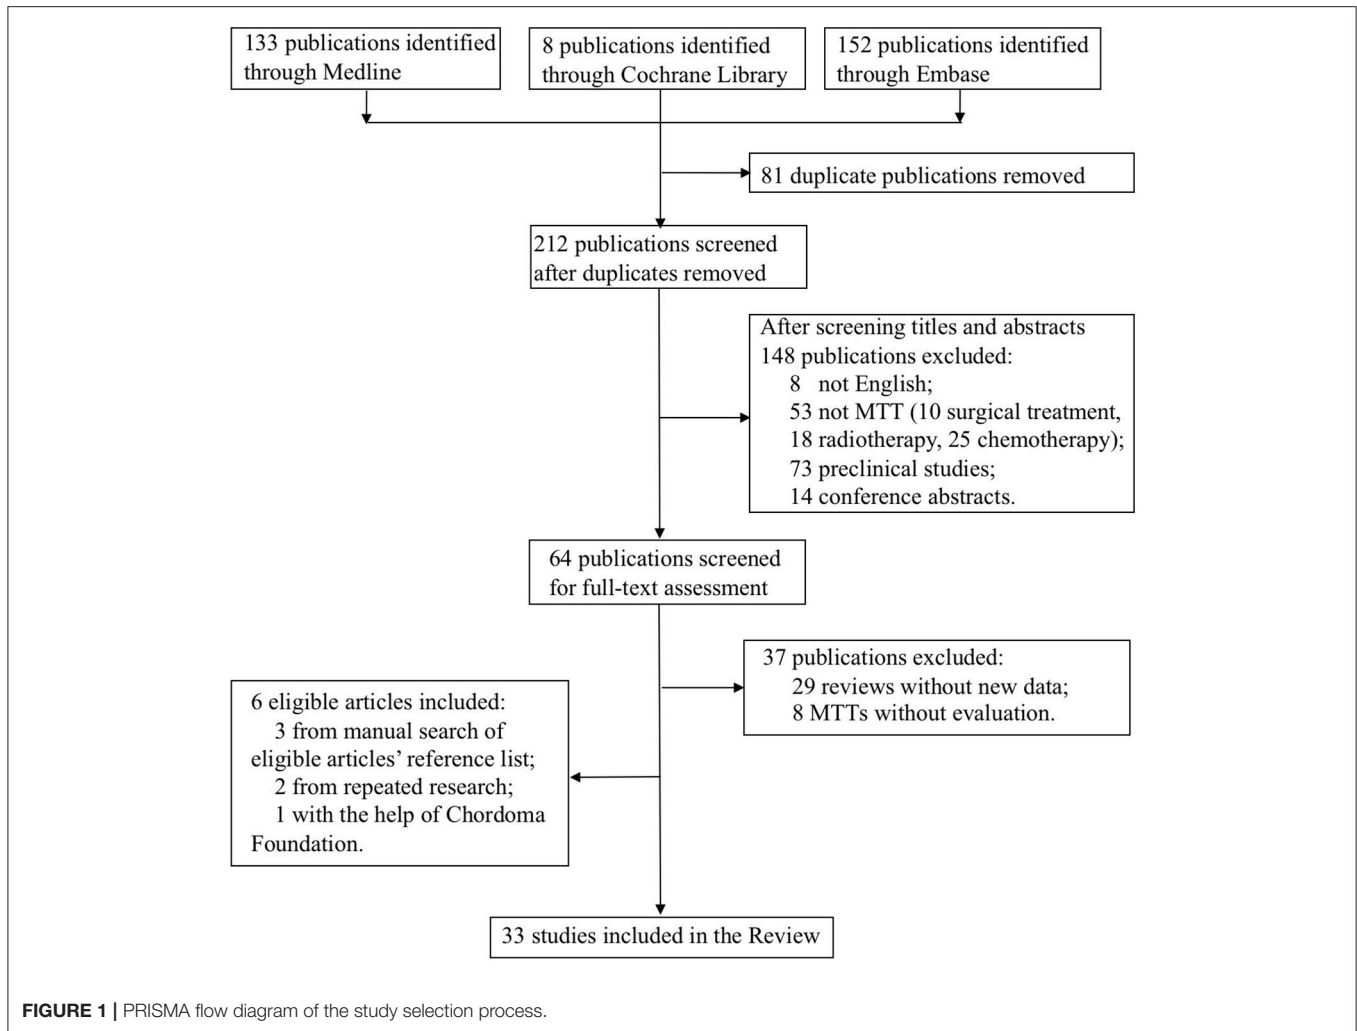 133 publications identified
through Medline
8 publications identified
through Cochrane Library
152 publications identified
through Embase
81 duplicate publications removed
212 publications screened
after duplicates removed
After screening titles and abstracts
148 publications excluded:
8 not English;
53 not MTT (10 surgical treatment,
18 radiotherapy, 25 chemotherapy);
73 preclinical studies;
14 conference abstracts.
64 publications screened
for full-text assessment
37 publications excluded:
29 reviews without new data;
8 MTTs without evaluation.
6 eligible articles included:
3 from manual search of
eligible articles’ reference list;
2 from repeated research;
1 with the help of Chordoma
Foundation.
33 studies included in the Review
FIGURE 1 | PRISMA flow diagram of the study selection process.